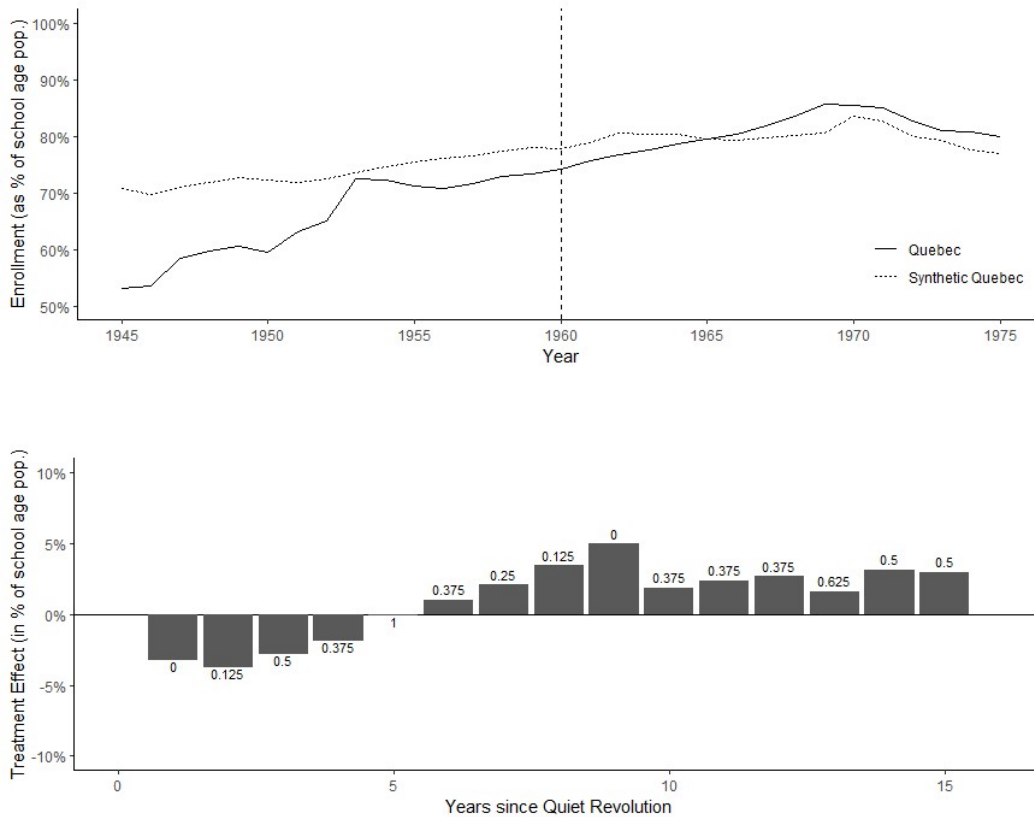 Enrollment (as % of school age pop.)
100%
90%
80%
70%
60%
50%
Quebec
Synthetic Quebec
1945 1950 1955 1960 1965 1970 1975
Year
Treatment Effect (in % of school age pop.)
10%
5%
0%
-5%
-10%
0 0.125 0.5 0.375 1 0.375 0.25 0.125 0 0.375 0.375 0.375 0.625 0.5 0.5
0 5 10 15
Years since Quiet Revolution